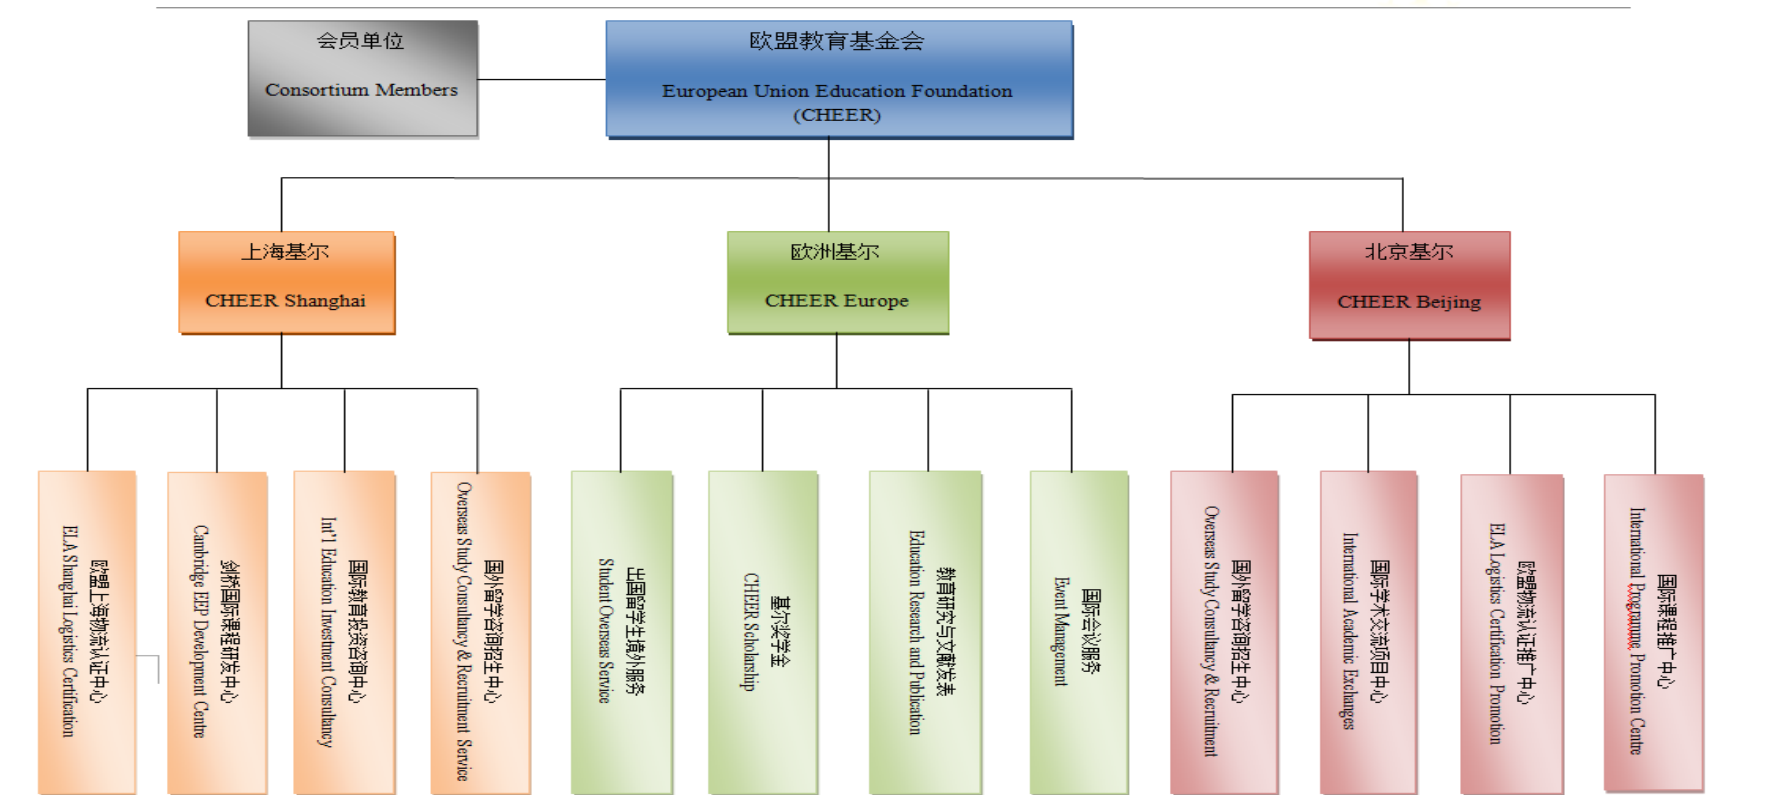 会员单位
Consortium Members
欧盟教育基金会
European Union Education Foundation
(CHEER)
上海基尔
CHEER Shanghai
欧洲基尔
CHEER Europe
北京基尔
CHEER Beijing
欧盟上海物流认证中心
ELA Shanghai Logistics Certification
剑桥国际课程研发中心
Cambridge EEP Development Centre
国际教育投资咨询中心
Int'l Education Investment Consultancy
国外留学咨询招生中心
Overseas Study Consultancy & Recruitment Service
出国留学生境外服务
Student Overseas Service
基尔奖学金
CHEER Scholarship
教育研究与文献发表
Education Research and Publication
国际会议服务
Event Management
国外留学咨询招生中心
Overseas Study Consultancy & Recruitment
国际学术交流项目中心
International Academic Exchanges
欧盟物流认证推广中心
ELA Logistics Certification Promotion
国际课程推广中心
International Programme Promotion Centre